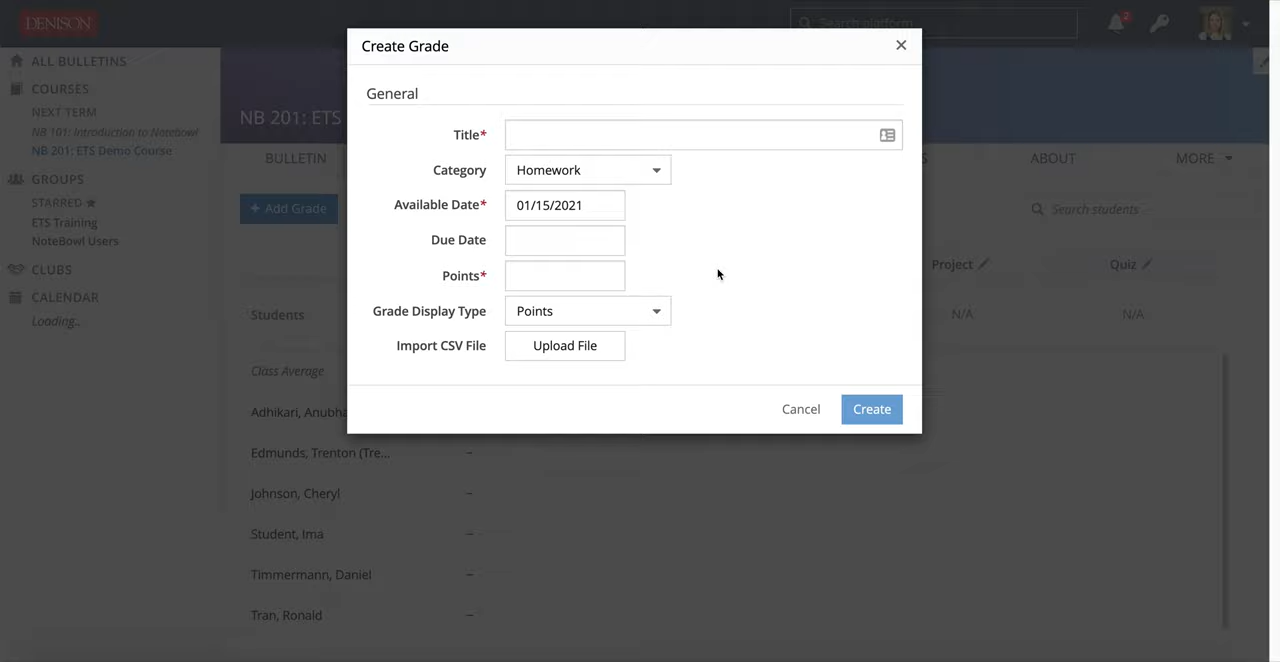 DENISON
Search platform
2
ALL BULLETINS
COURSES
NEXT TERM
NB 101: Introduction to Notebowl
NB 201: ETS Demo Course
GROUPS
STARRED
ETS Training
NoteBowl Users
CLUBS
CALENDAR
Loading..
NB 201: ETS
BULLETIN
S
ABOUT
MORE
+ Add Grade
Search students
Project
Quiz
Students
N/A
N/A
Class Average
Adhikari, Anubha
Edmunds, Trenton (Tre... –
Johnson, Cheryl –
Student, Ima –
Timmermann, Daniel –
Tran, Ronald –
Create Grade
General
Title*
Category Homework
Available Date* 01/15/2021
Due Date
Points*
Grade Display Type Points
Import CSV File Upload File
Cancel Create